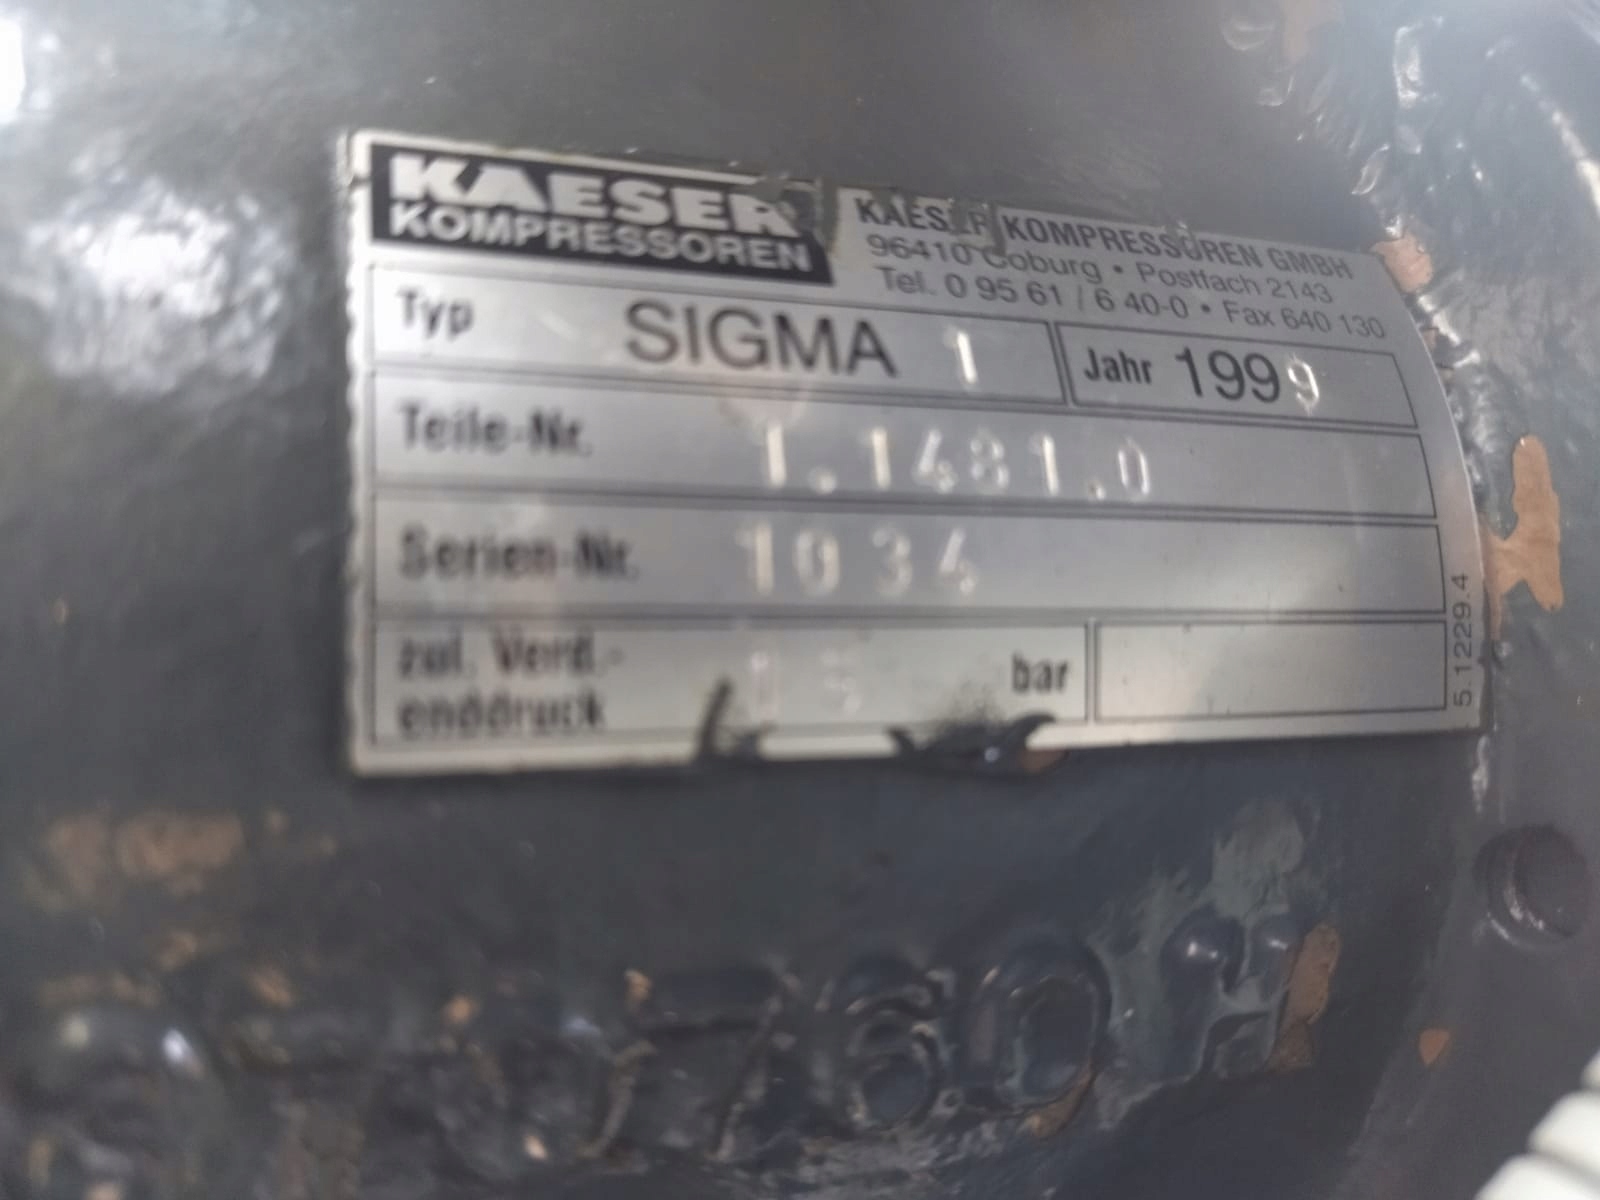 KAESER
KOMPRESSOREN
KAESER KOMPRESSOREN GMBH
96410 Coburg • Postfach 2143
Tel. 0 95 61 / 6 40-0 • Fax 640 130
Typ SIGMA 1
Jahr 1999
Teile-Nr. 1.1481.0
Serien-Nr. 1034
zul. Verd.-
enddruck 15 bar
5.1229.4